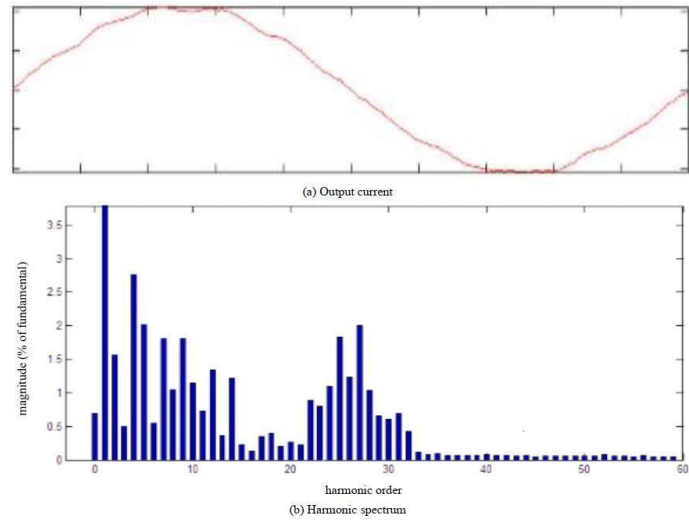 (a) Output current
3.5
3
2.5
2
1.5
1
0.5
0
magnitude (% of fundamental)
0 10 20 30 40 50 60
harmonic order
(b) Harmonic spectrum